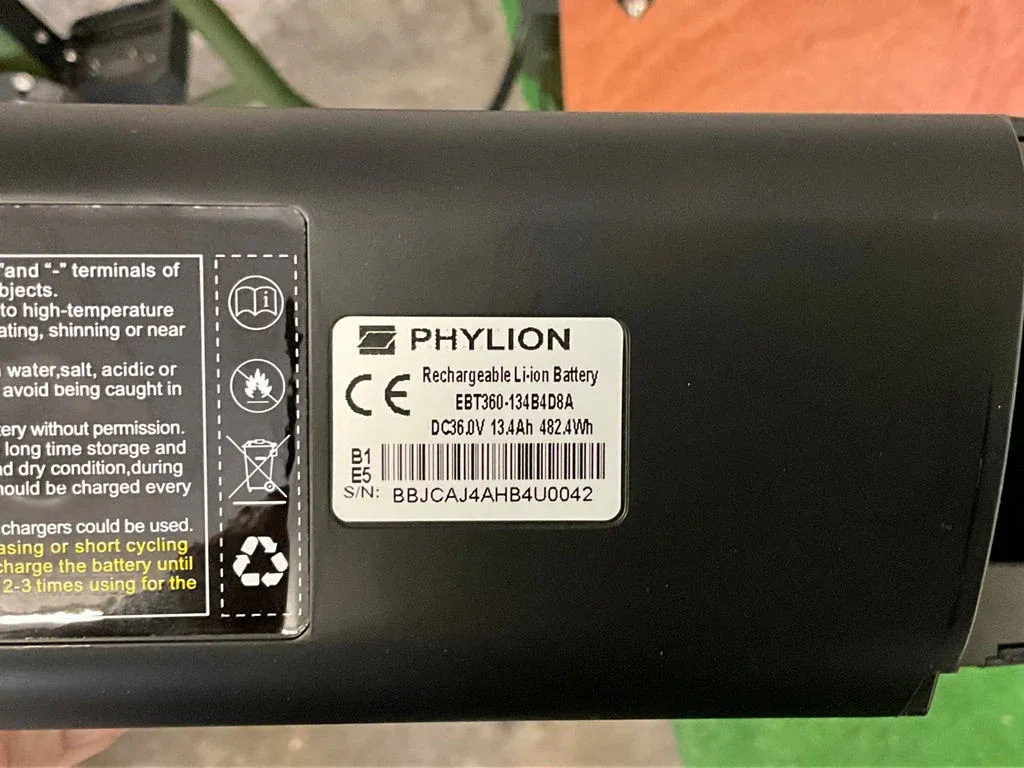 "and "-" terminals of
bjects.
to high-temperature
ating, shinning or near
water,salt, acidic or
avoid being caught in
ery without permission.
long time storage and
nd dry condition,during
hould be charged every
chargers could be used.
asing or short cycling
charge the battery until
2-3 times using for the
PHYLION
CE
Rechargeable Li-ion Battery
EBT360-134B4D8A
DC36.0V 13.4Ah 482.4Wh
B1
E5
S/N: BBJCAJ4AHB4U0042